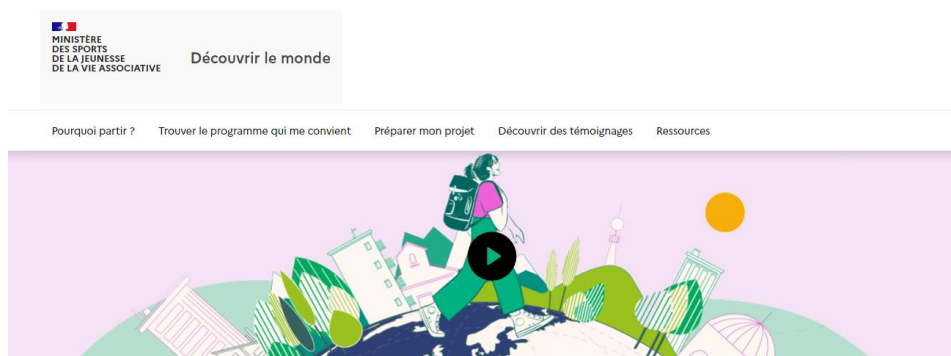 MINISTÈRE
DES SPORTS
DE LA JEUNESSE
DE LA VIE ASSOCIATIVE
Découvrir le monde
Pourquoi partir ? Trouver le programme qui me convient Préparer mon projet Découvrir des témoignages Ressources